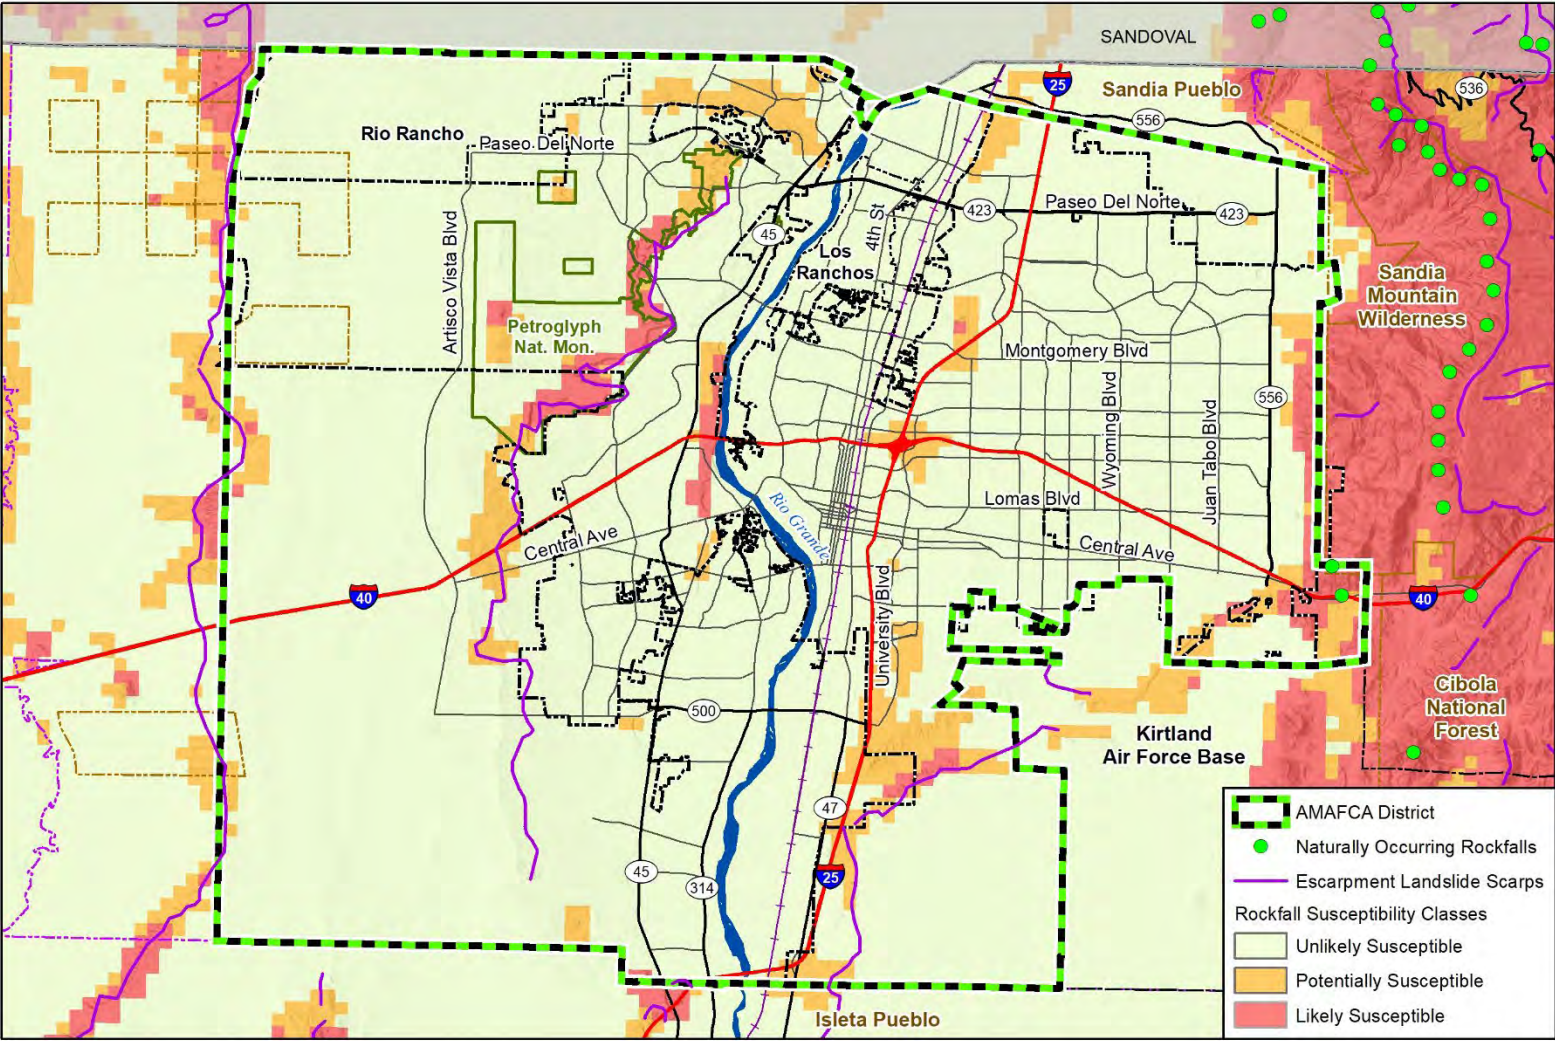 SANDOVAL
25
Sandia Pueblo
536
556
Rio Rancho
Paseo Del Norte
Artisco Vista Blvd
45
4th St
423
Paseo Del Norte
423
Los
Ranchos
Sandia
Mountain
Wilderness
Petroglyph
Nat. Mon.
Montgomery Blvd
Wyoming Blvd
Juan Tabo Blvd
556
Rio Grande
Lomas Blvd
Central Ave
Central Ave
40
University Blvd
40
500
Cibola
National
Forest
Kirtland
Air Force Base
47
45
314
25
Isleta Pueblo
AMAFCA District
Naturally Occurring Rockfalls
Escarpment Landslide Scarps
Rockfall Susceptibility Classes
Unlikely Susceptible
Potentially Susceptible
Likely Susceptible